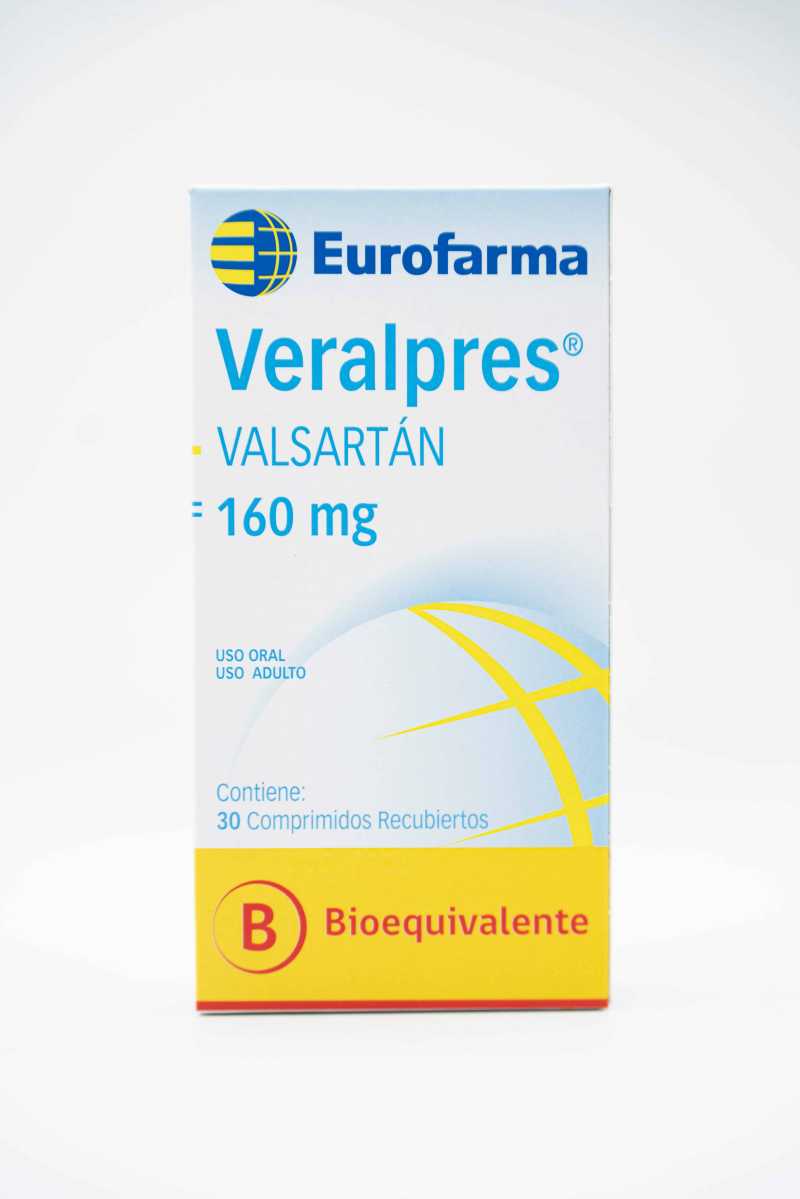 Eurofarma
Veralpres®
VALSARTÁN
160 mg
USO ORAL
USO ADULTO
Contiene:
30 Comprimidos Recubiertos
B Bioequivalente